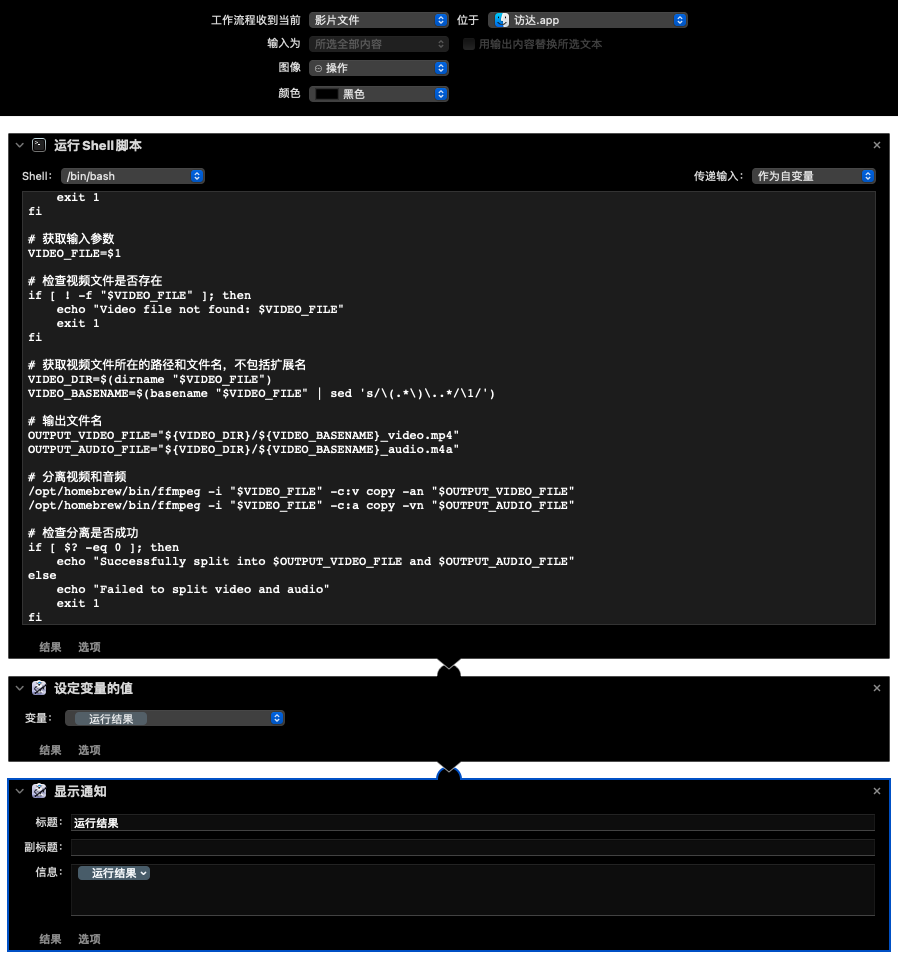 工作流程收到当前 影片文件 位于 访达.app
输入为 所选全部内容 用输出内容替换所选文本
图像 操作
颜色 黑色
运行 Shell 脚本
Shell: /bin/bash 传递输入: 作为自变量
    exit 1
fi
# 获取输入参数
VIDEO_FILE=$1
# 检查视频文件是否存在
if [ ! -f "$VIDEO_FILE" ]; then
    echo "Video file not found: $VIDEO_FILE"
    exit 1
fi
# 获取视频文件所在的路径和文件名，不包括扩展名
VIDEO_DIR=$(dirname "$VIDEO_FILE")
VIDEO_BASENAME=$(basename "$VIDEO_FILE" | sed 's/\(.*\)\..*/\1/')
# 输出文件名
OUTPUT_VIDEO_FILE="${VIDEO_DIR}/${VIDEO_BASENAME}_video.mp4"
OUTPUT_AUDIO_FILE="${VIDEO_DIR}/${VIDEO_BASENAME}_audio.m4a"
# 分离视频和音频
/opt/homebrew/bin/ffmpeg -i "$VIDEO_FILE" -c:v copy -an "$OUTPUT_VIDEO_FILE"
/opt/homebrew/bin/ffmpeg -i "$VIDEO_FILE" -c:a copy -vn "$OUTPUT_AUDIO_FILE"
# 检查分离是否成功
if [ $? -eq 0 ]; then
    echo "Successfully split into $OUTPUT_VIDEO_FILE and $OUTPUT_AUDIO_FILE"
else
    echo "Failed to split video and audio"
    exit 1
fi
结果 选项
设定变量的值
变量: 运行结果
结果 选项
显示通知
标题: 运行结果
副标题:
信息: 运行结果
结果 选项